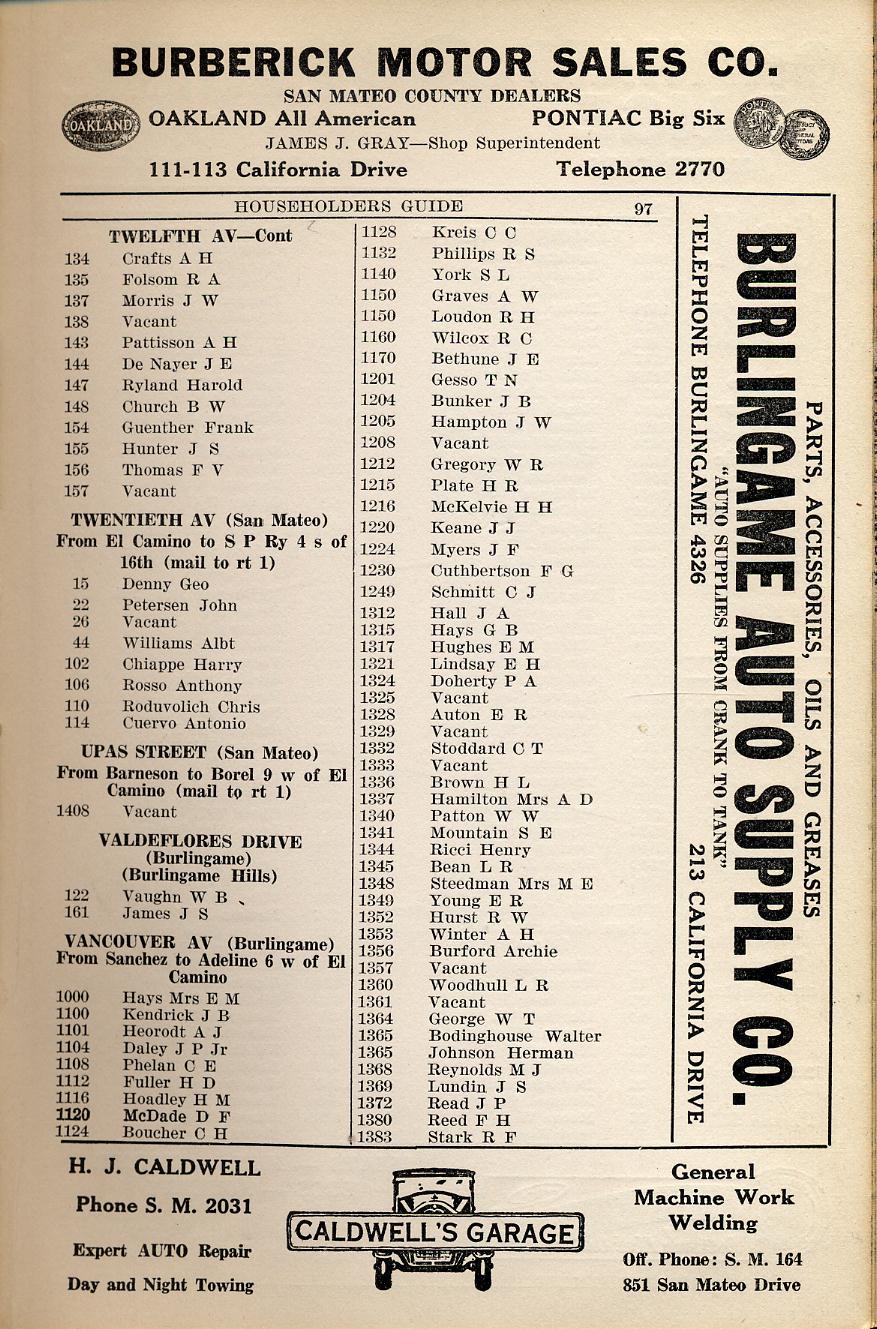 BURBERICK MOTOR SALES CO.
SAN MATEO COUNTY DEALERS
OAKLAND
OAKLAND All American PONTIAC Big Six
PONTIAC
JAMES J. GRAY—Shop Superintendent
111-113 California Drive Telephone 2770
HOUSEHOLDERS GUIDE 97
TWELFTH AV—Cont
134 Crafts A H
135 Folsom R A
137 Morris J W
138 Vacant
143 Pattisson A H
144 De Nayer J E
147 Ryland Harold
148 Church B W
154 Guenther Frank
155 Hunter J S
156 Thomas F V
157 Vacant
TWENTIETH AV (San Mateo)
From El Camino to S P Ry 4 s of
16th (mail to rt 1)
15 Denny Geo
22 Petersen John
26 Vacant
44 Williams Albt
102 Chiappe Harry
106 Rosso Anthony
110 Roduvolich Chris
114 Cuervo Antonio
UPAS STREET (San Mateo)
From Barneson to Borel 9 w of El
Camino (mail to rt 1)
1408 Vacant
VALDEFLORES DRIVE
(Burlingame)
(Burlingame Hills)
122 Vaughn W B
161 James J S
VANCOUVER AV (Burlingame)
From Sanchez to Adeline 6 w of El
Camino
1000 Hays Mrs E M
1100 Kendrick J B
1101 Heorodt A J
1104 Daley J P Jr
1108 Phelan C E
1112 Fuller H D
1116 Hoadley H M
1120 McDade D F
1124 Boucher C H
1128 Kreis C C
1132 Phillips R S
1140 York S L
1150 Graves A W
1150 Loudon R H
1160 Wilcox R C
1170 Bethune J E
1201 Gesso T N
1204 Bunker J B
1205 Hampton J W
1208 Vacant
1212 Gregory W R
1215 Plate H R
1216 McKelvie H H
1220 Keane J J
1224 Myers J F
1230 Cuthbertson F G
1249 Schmitt C J
1312 Hall J A
1315 Hays G B
1317 Hughes E M
1321 Lindsay E H
1324 Doherty P A
1325 Vacant
1328 Auton E R
1329 Vacant
1332 Stoddard C T
1333 Vacant
1336 Brown H L
1337 Hamilton Mrs A D
1340 Patton W W
1341 Mountain S E
1344 Ricci Henry
1345 Bean L R
1348 Steedman Mrs M E
1349 Young E R
1352 Hurst R W
1353 Winter A H
1356 Burford Archie
1357 Vacant
1360 Woodhull L R
1361 Vacant
1364 George W T
1365 Bodinghouse Walter
1365 Johnson Herman
1368 Reynolds M J
1369 Lundin J S
1372 Read J P
1380 Reed F H
1383 Stark R F
PARTS, ACCESSORIES, OILS AND GREASES
BURLINGAME AUTO SUPPLY CO.
"AUTO SUPPLIES FROM CRANK TO TANK"
TELEPHONE BURLINGAME 4326 213 CALIFORNIA DRIVE
H. J. CALDWELL
Phone S. M. 2031
Expert AUTO Repair
Day and Night Towing
CALDWELL'S GARAGE
General
Machine Work
Welding
Off. Phone: S. M. 164
851 San Mateo Drive